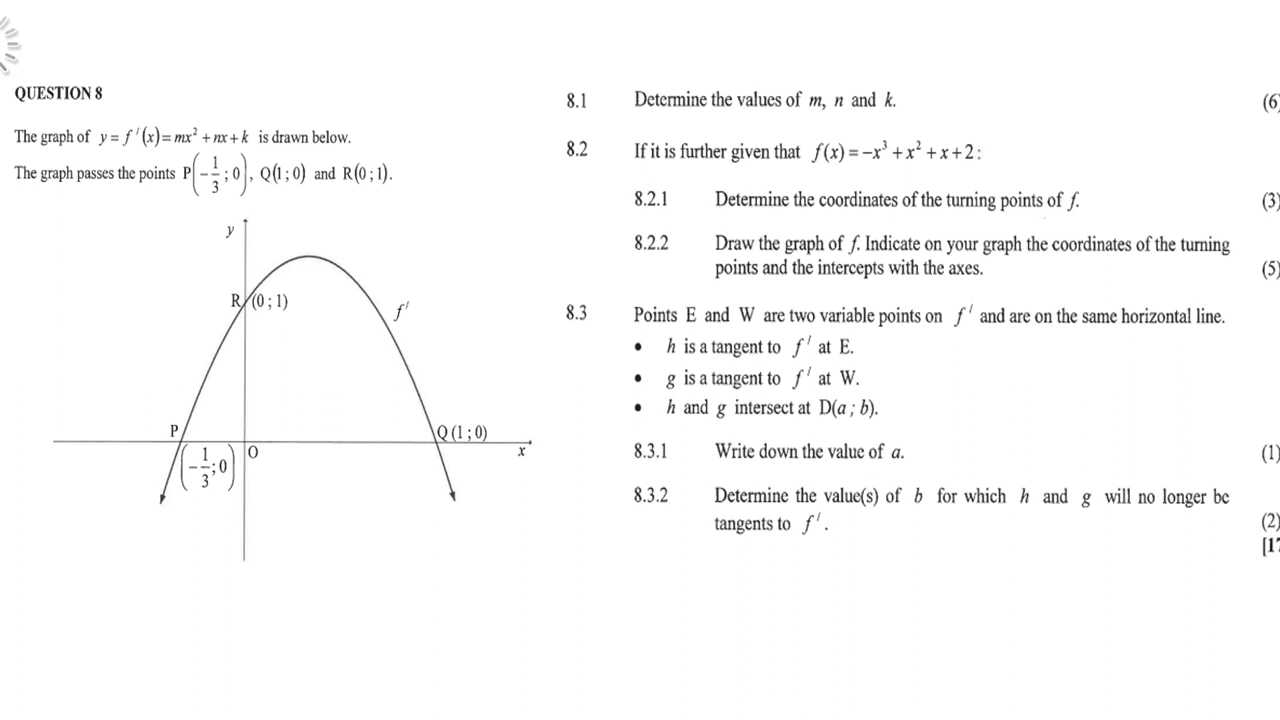 QUESTION 8
The graph of y = f ′(x) = mx² + nx + k is drawn below.
The graph passes the points P(−1/3 ; 0), Q(1 ; 0) and R(0 ; 1).
y
R (0 ; 1)
f ′
P
Q (1 ; 0)
O
x
(−1/3 ; 0)
8.1 Determine the values of m, n and k. (6)
8.2 If it is further given that f(x) = −x³ + x² + x + 2 :
8.2.1 Determine the coordinates of the turning points of f. (3)
8.2.2 Draw the graph of f. Indicate on your graph the coordinates of the turning
points and the intercepts with the axes. (5)
8.3 Points E and W are two variable points on f ′ and are on the same horizontal line.
• h is a tangent to f ′ at E.
• g is a tangent to f ′ at W.
• h and g intersect at D(a ; b).
8.3.1 Write down the value of a. (1)
8.3.2 Determine the value(s) of b for which h and g will no longer be
tangents to f ′. (2)